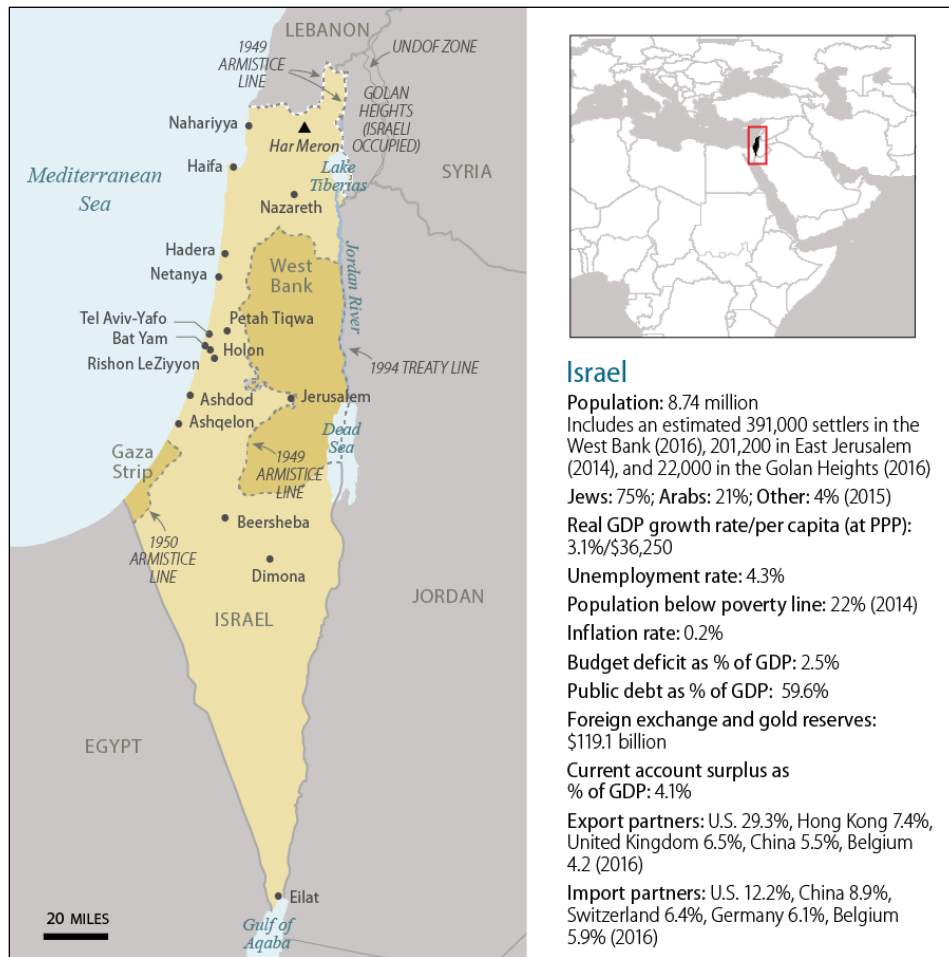 LEBANON
1949
ARMISTICE
LINE
UNDOF ZONE
GOLAN
HEIGHTS
(ISRAELI
OCCUPIED)
Nahariyya
Har Meron
Haifa
Lake
Tiberias
SYRIA
Mediterranean
Sea
Nazareth
Hadera
West
Bank
Jordan River
Netanya
Tel Aviv-Yafo
Petah Tiqwa
Bat Yam
Holon
Rishon LeZiyyon
1994 TREATY LINE
Ashdod
Jerusalem
Ashqelon
Dead
Sea
Gaza
Strip
1949
ARMISTICE
LINE
Beersheba
1950
ARMISTICE
LINE
Dimona
ISRAEL
JORDAN
EGYPT
Eilat
20 MILES
Gulf of
Aqaba
Israel
Population: 8.74 million
Includes an estimated 391,000 settlers in the
West Bank (2016), 201,200 in East Jerusalem
(2014), and 22,000 in the Golan Heights (2016)
Jews: 75%; Arabs: 21%; Other: 4% (2015)
Real GDP growth rate/per capita (at PPP):
3.1%/$36,250
Unemployment rate: 4.3%
Population below poverty line: 22% (2014)
Inflation rate: 0.2%
Budget deficit as % of GDP: 2.5%
Public debt as % of GDP: 59.6%
Foreign exchange and gold reserves:
$119.1 billion
Current account surplus as
% of GDP: 4.1%
Export partners: U.S. 29.3%, Hong Kong 7.4%,
United Kingdom 6.5%, China 5.5%, Belgium
4.2 (2016)
Import partners: U.S. 12.2%, China 8.9%,
Switzerland 6.4%, Germany 6.1%, Belgium
5.9% (2016)